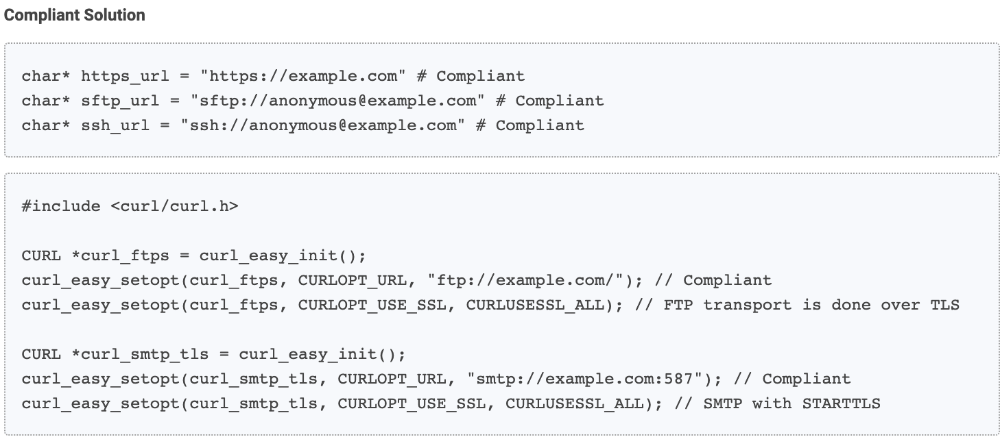 Compliant Solution
char* https_url = "https://example.com" # Compliant
char* sftp_url = "sftp://anonymous@example.com" # Compliant
char* ssh_url = "ssh://anonymous@example.com" # Compliant
#include <curl/curl.h>
CURL *curl_ftps = curl_easy_init();
curl_easy_setopt(curl_ftps, CURLOPT_URL, "ftp://example.com/"); // Compliant
curl_easy_setopt(curl_ftps, CURLOPT_USE_SSL, CURLUSESSL_ALL); // FTP transport is done over TLS
CURL *curl_smtp_tls = curl_easy_init();
curl_easy_setopt(curl_smtp_tls, CURLOPT_URL, "smtp://example.com:587"); // Compliant
curl_easy_setopt(curl_smtp_tls, CURLOPT_USE_SSL, CURLUSESSL_ALL); // SMTP with STARTTLS